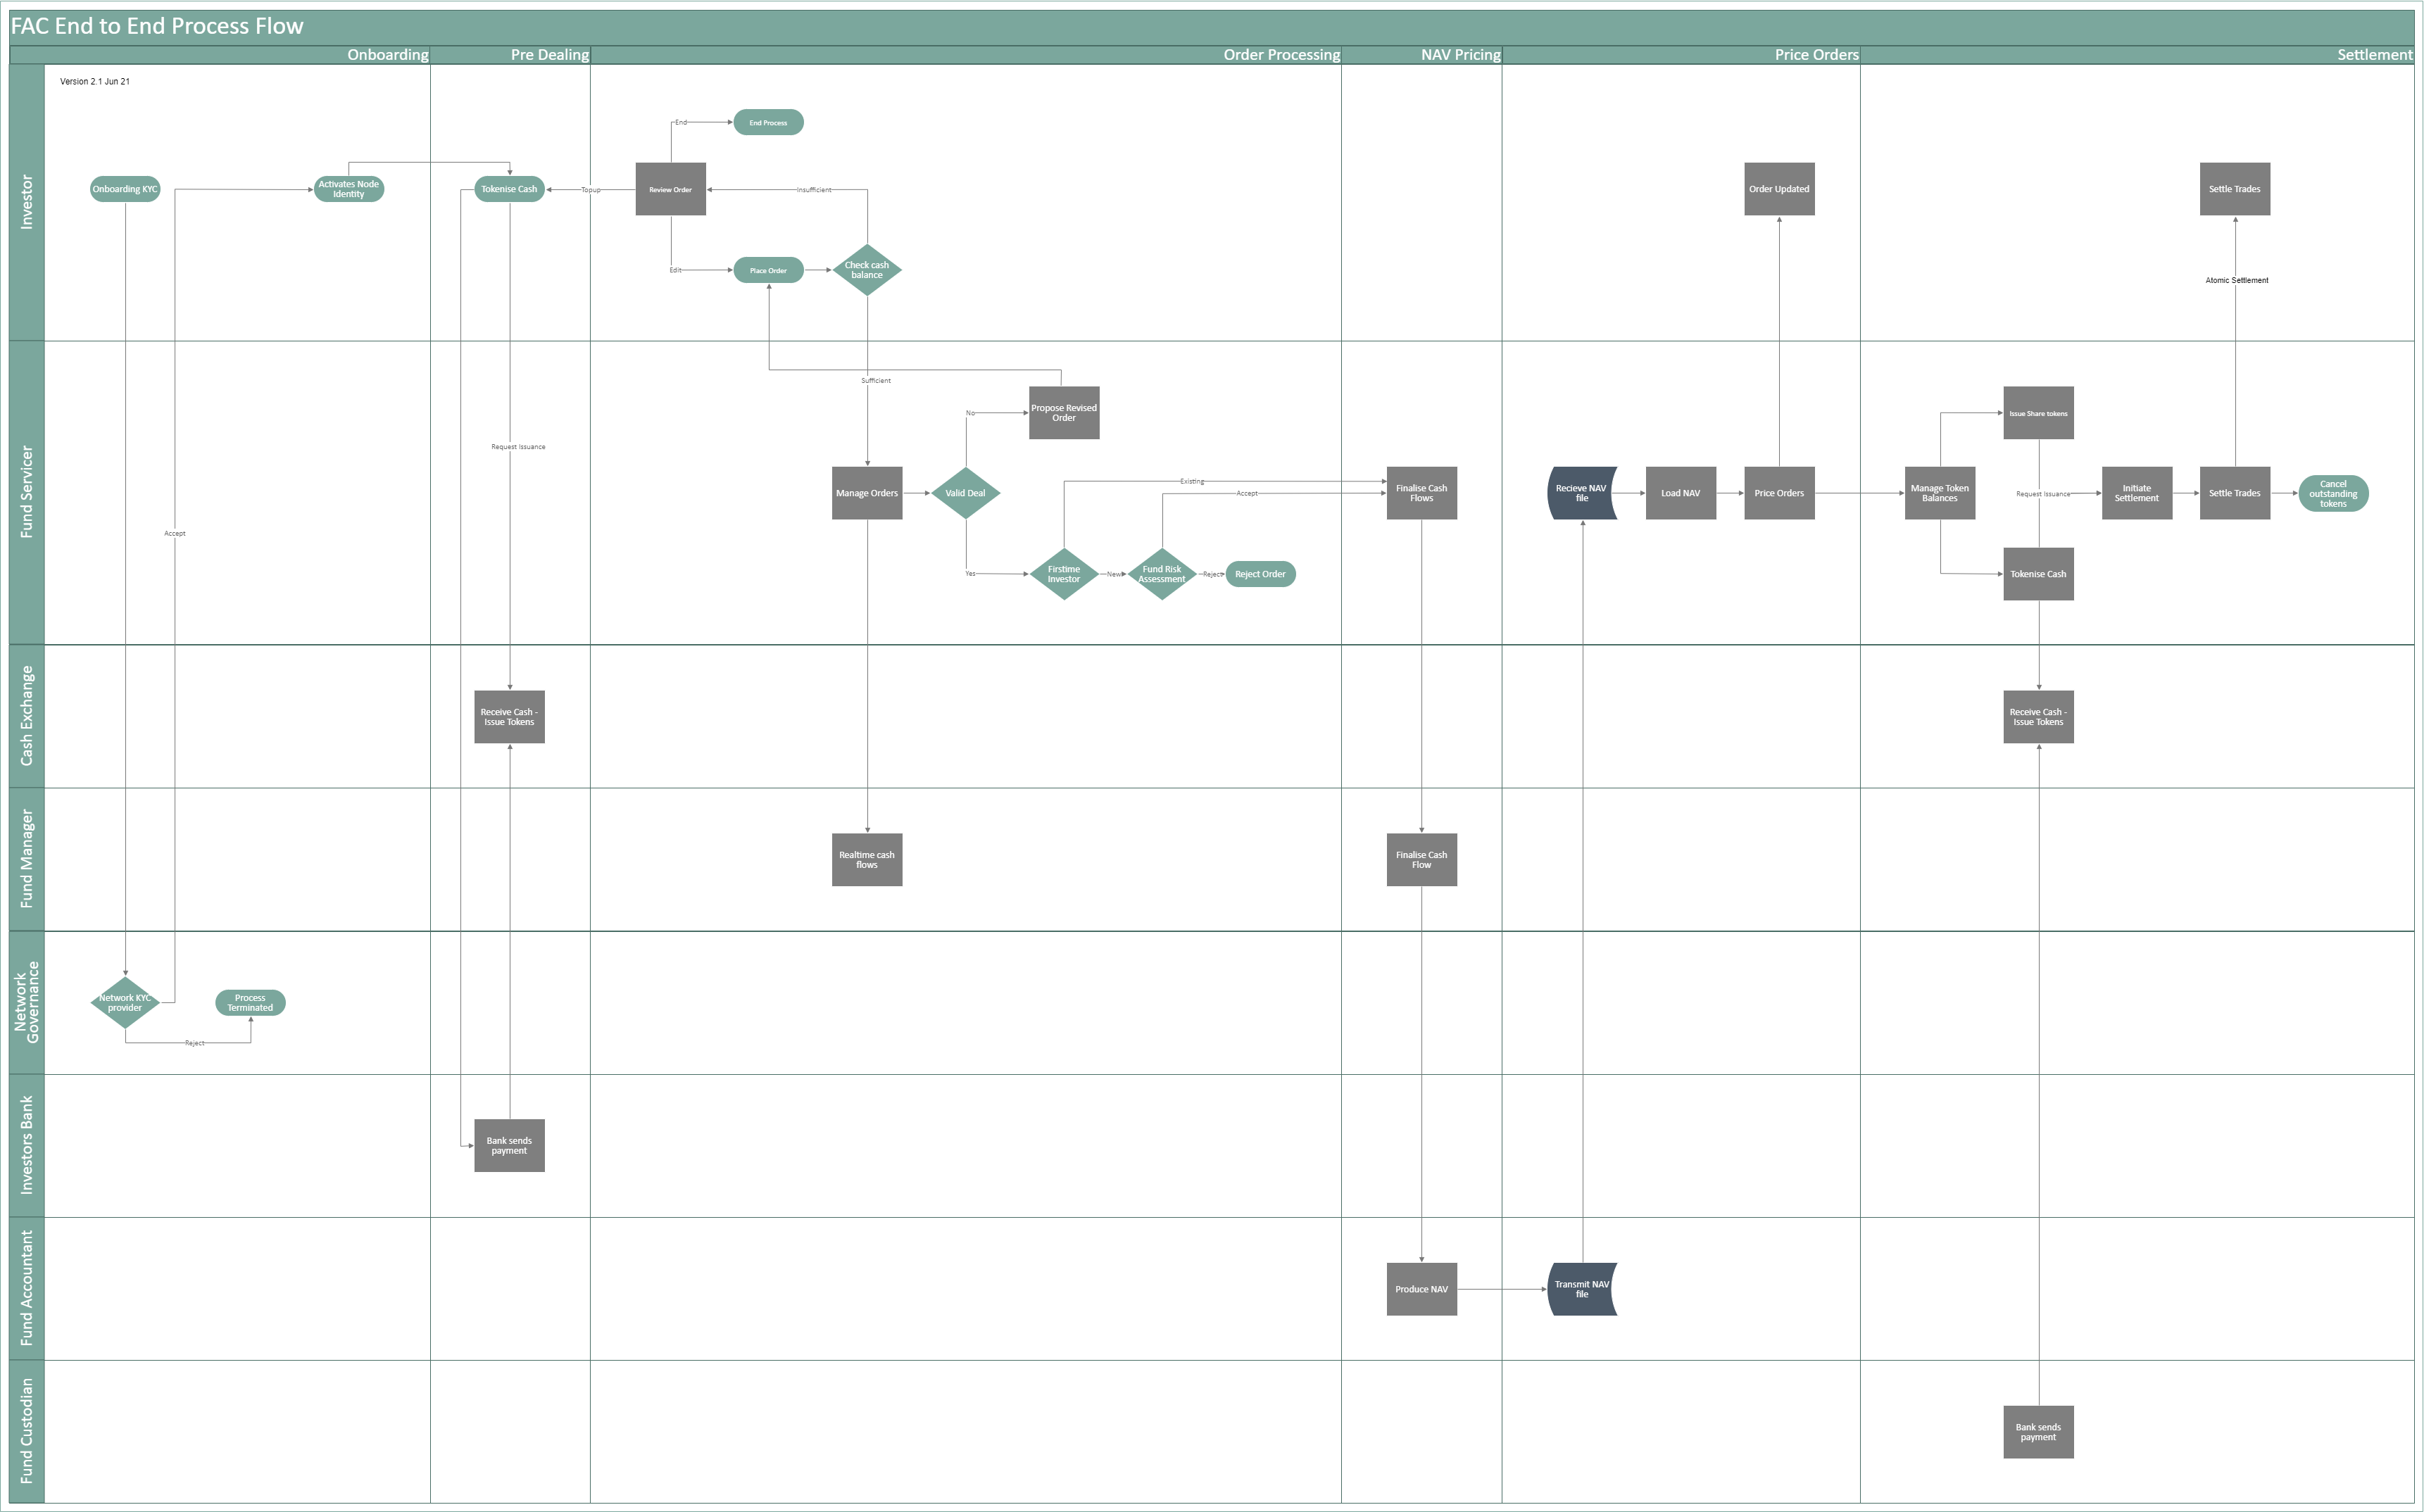 FAC End to End Process Flow
Onboarding
Pre Dealing
Order Processing
NAV Pricing
Price Orders
Settlement
Version 2.1 Jun 21
Investor
Onboarding KYC
Activates Node
Identity
Tokenise Cash
Topup
Review Order
End
End Process
Insufficient
Edit
Place Order
Check cash
balance
Order Updated
Settle Trades
Atomic Settlement
Fund Servicer
Accept
Request Issuance
Sufficient
Manage Orders
Valid Deal
No
Propose Revised
Order
Yes
Firstime
Investor
New
Fund Risk
Assessment
Reject
Reject Order
Existing
Accept
Finalise Cash
Flows
Recieve NAV
file
Load NAV
Price Orders
Manage Token
Balances
Issue Share tokens
Request Issuance
Tokenise Cash
Initiate
Settlement
Settle Trades
Cancel
outstanding
tokens
Cash Exchange
Receive Cash -
Issue Tokens
Receive Cash -
Issue Tokens
Fund Manager
Realtime cash
flows
Finalise Cash
Flow
Network
Governance
Network KYC
provider
Process
Terminated
Reject
Investors Bank
Bank sends
payment
Fund Accountant
Produce NAV
Transmit NAV
file
Fund Custodian
Bank sends
payment